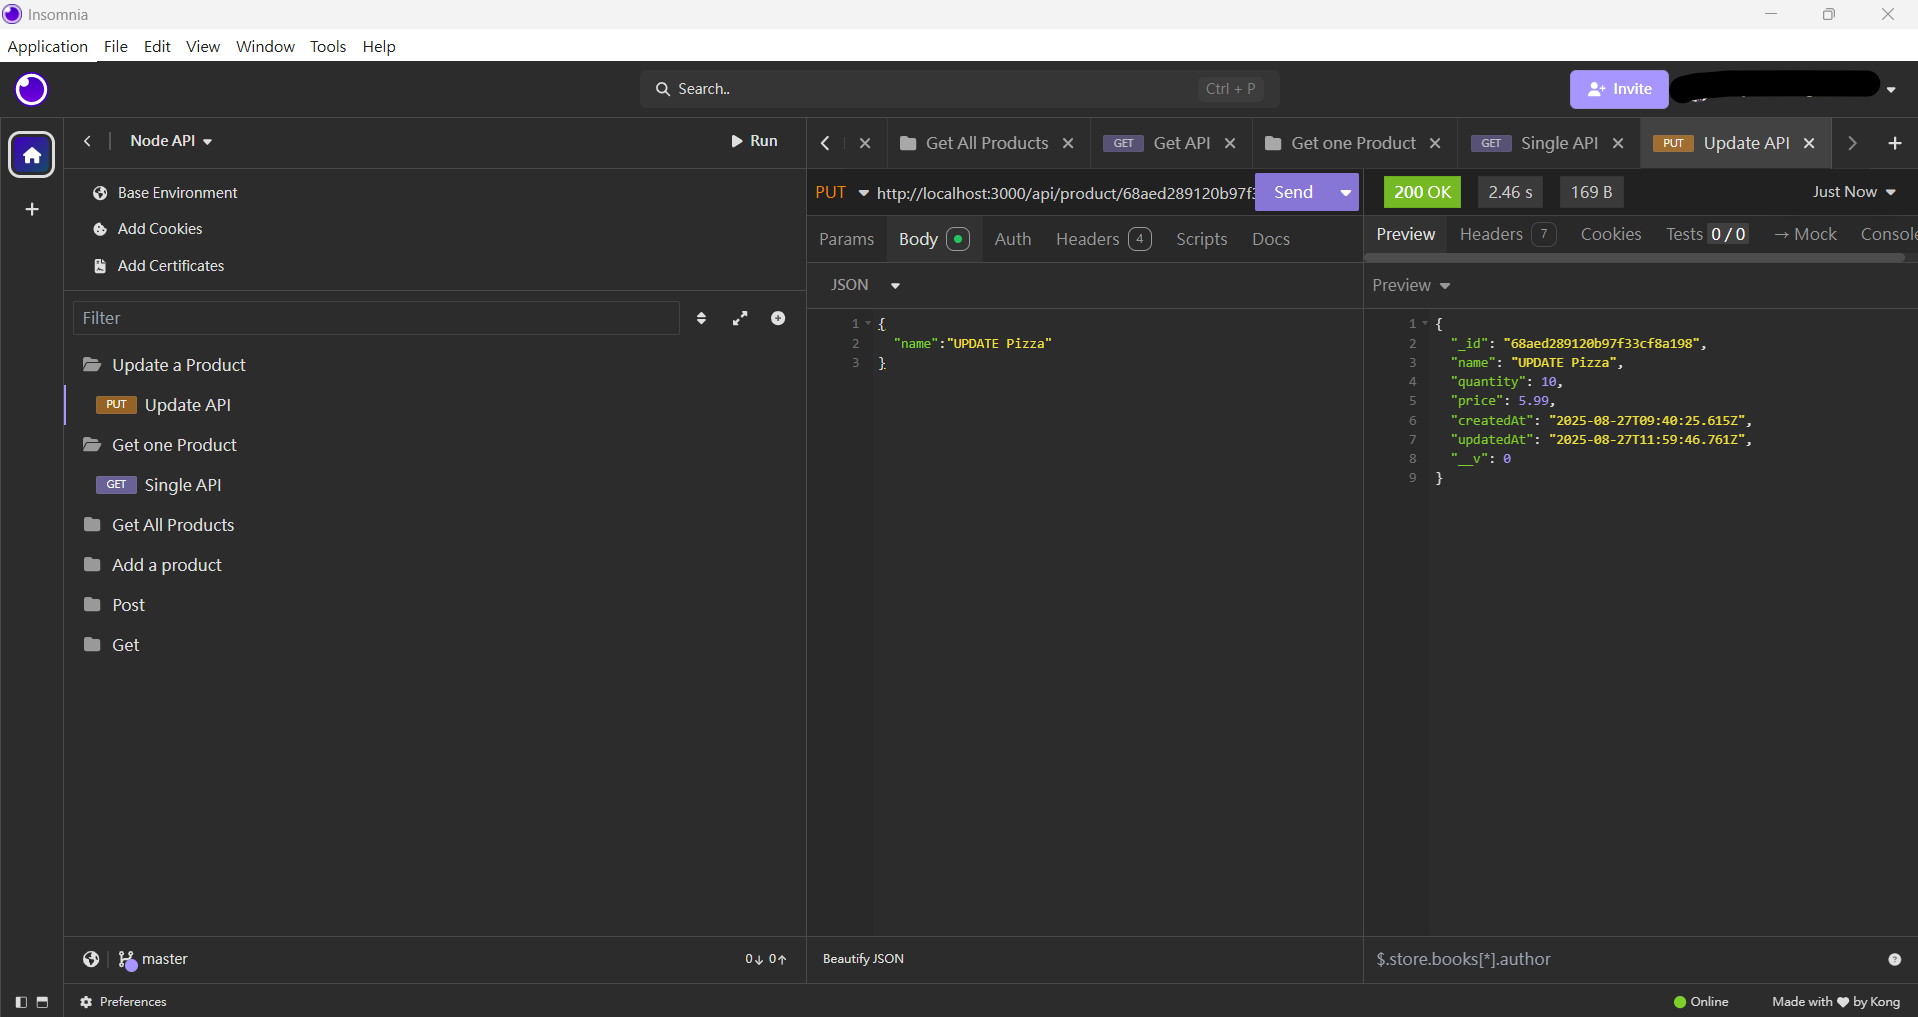 Insomnia
Application File Edit View Window Tools Help
Search.. Ctrl + P
Invite
Node API
Run
Base Environment
Add Cookies
Add Certificates
Filter
Update a Product
PUT Update API
Get one Product
GET Single API
Get All Products
Add a product
Post
Get
master
0↓ 0↑
Get All Products
GET Get API
Get one Product
GET Single API
PUT Update API
PUT http://localhost:3000/api/product/68aed289120b97f3
Send
Params Body Auth Headers 4 Scripts Docs
JSON
1 {
2 "name":"UPDATE Pizza"
3 }
Beautify JSON
200 OK 2.46 s 169 B Just Now
Preview Headers 7 Cookies Tests 0 / 0 → Mock Console
Preview
1 {
2 "_id": "68aed289120b97f33cf8a198",
3 "name": "UPDATE Pizza",
4 "quantity": 10,
5 "price": 5.99,
6 "createdAt": "2025-08-27T09:40:25.615Z",
7 "updatedAt": "2025-08-27T11:59:46.761Z",
8 "__v": 0
9 }
$.store.books[*].author
Preferences
Online
Made with ♥ by Kong